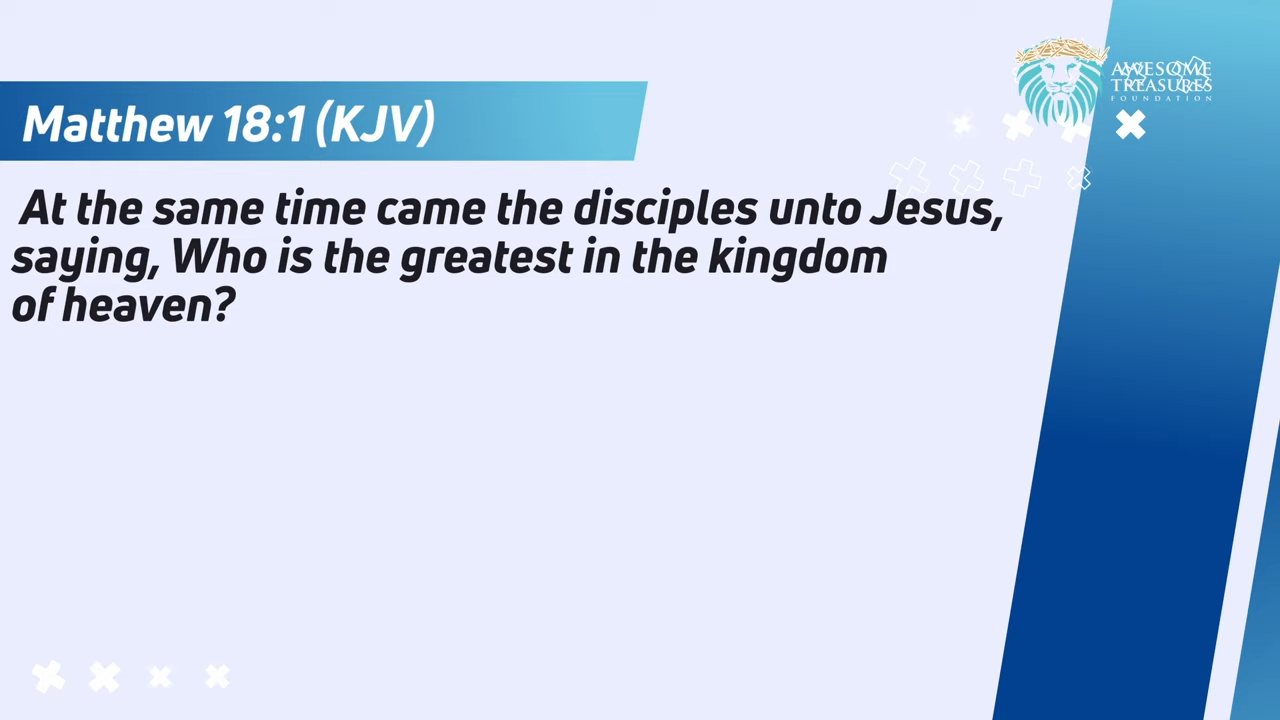 AWESOME
TREASURES
FOUNDATION
Matthew 18:1 (KJV)
At the same time came the disciples unto Jesus,
saying, Who is the greatest in the kingdom
of heaven?